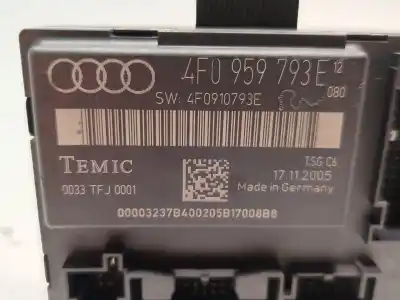 4F0 959 793E 12
SW: 4F0910793E
080
TEMIC
TSG C6
0033 TFJ 0001
17.11.2005
Made in Germany
00003237B400205B17008B8